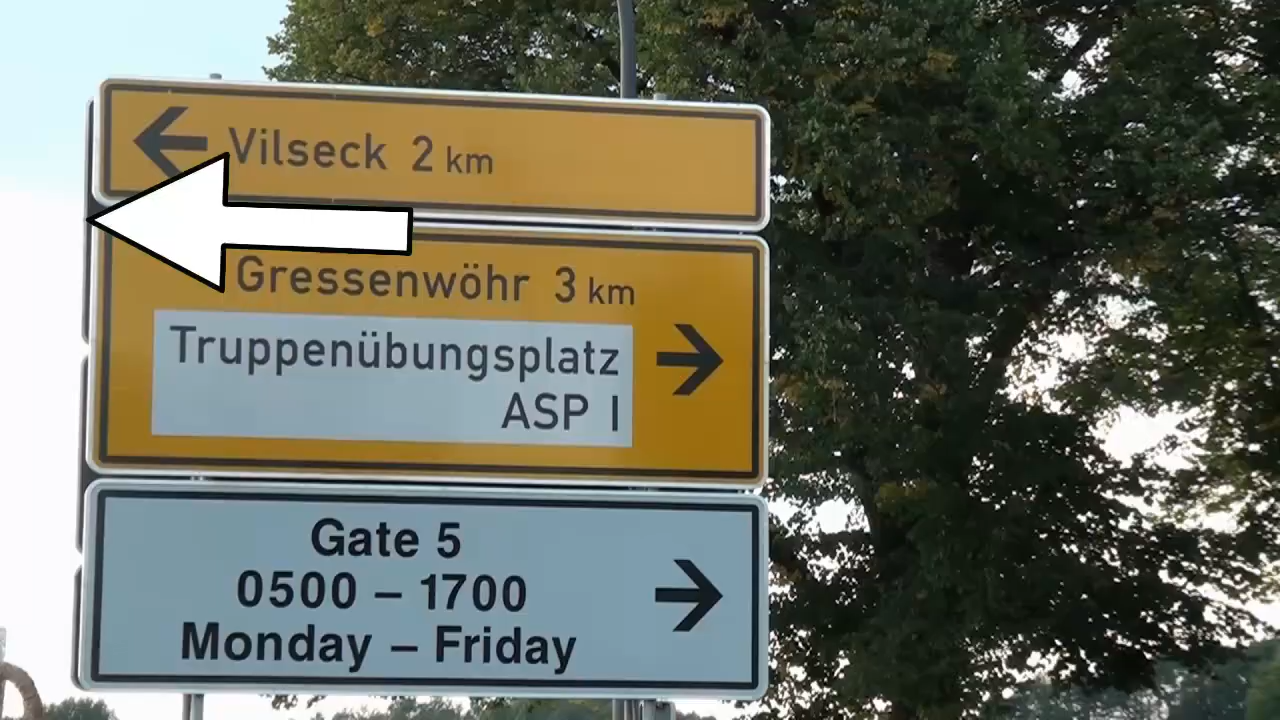 Vilseck 2 km
Gressenwöhr 3 km
Truppenübungsplatz
ASP I
Gate 5
0500 – 1700
Monday – Friday